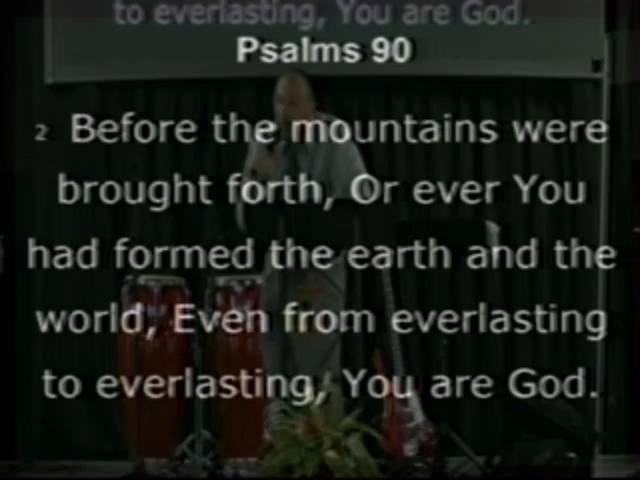 to everlasting, You are God.
Psalms 90
2 Before the mountains were
brought forth, Or ever You
had formed the earth and the
world, Even from everlasting
to everlasting, You are God.